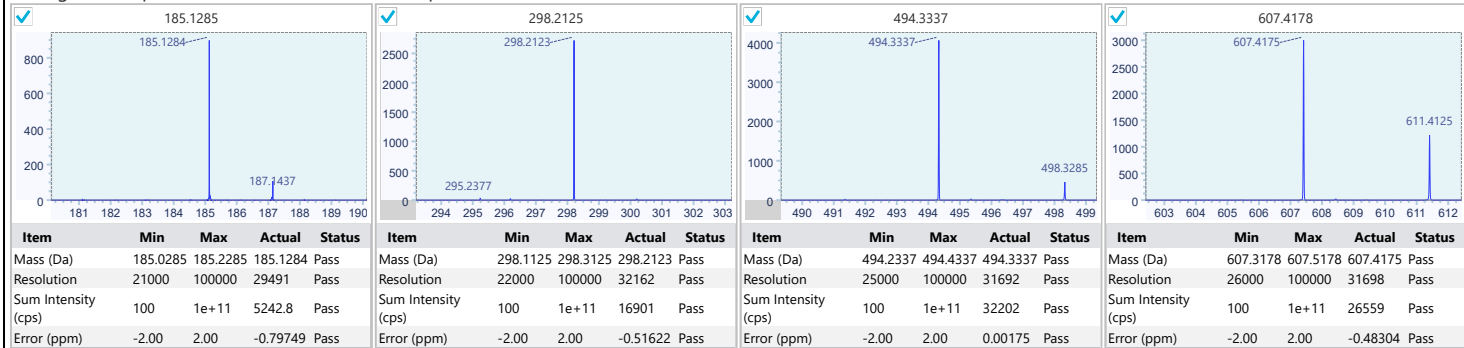 185.1285
298.2125
494.3337
607.4178
185.1284
187.1437
800
600
400
200
0
181 182 183 184 185 186 187 188 189 190
298.2123
295.2377
2500
2000
1500
1000
500
0
294 295 296 297 298 299 300 301 302 303
494.3337
498.3285
4000
3000
2000
1000
0
490 491 492 493 494 495 496 497 498 499
607.4175
611.4125
3000
2500
2000
1500
1000
500
0
603 604 605 606 607 608 609 610 611 612
Item Min Max Actual Status
Mass (Da) 185.0285 185.2285 185.1284 Pass
Resolution 21000 100000 29491 Pass
Sum Intensity (cps) 100 1e+11 5242.8 Pass
Error (ppm) -2.00 2.00 -0.79749 Pass
Item Min Max Actual Status
Mass (Da) 298.1125 298.3125 298.2123 Pass
Resolution 22000 100000 32162 Pass
Sum Intensity (cps) 100 1e+11 16901 Pass
Error (ppm) -2.00 2.00 -0.51622 Pass
Item Min Max Actual Status
Mass (Da) 494.2337 494.4337 494.3337 Pass
Resolution 25000 100000 31692 Pass
Sum Intensity (cps) 100 1e+11 32202 Pass
Error (ppm) -2.00 2.00 0.00175 Pass
Item Min Max Actual Status
Mass (Da) 607.3178 607.5178 607.4175 Pass
Resolution 26000 100000 31698 Pass
Sum Intensity (cps) 100 1e+11 26559 Pass
Error (ppm) -2.00 2.00 -0.48304 Pass